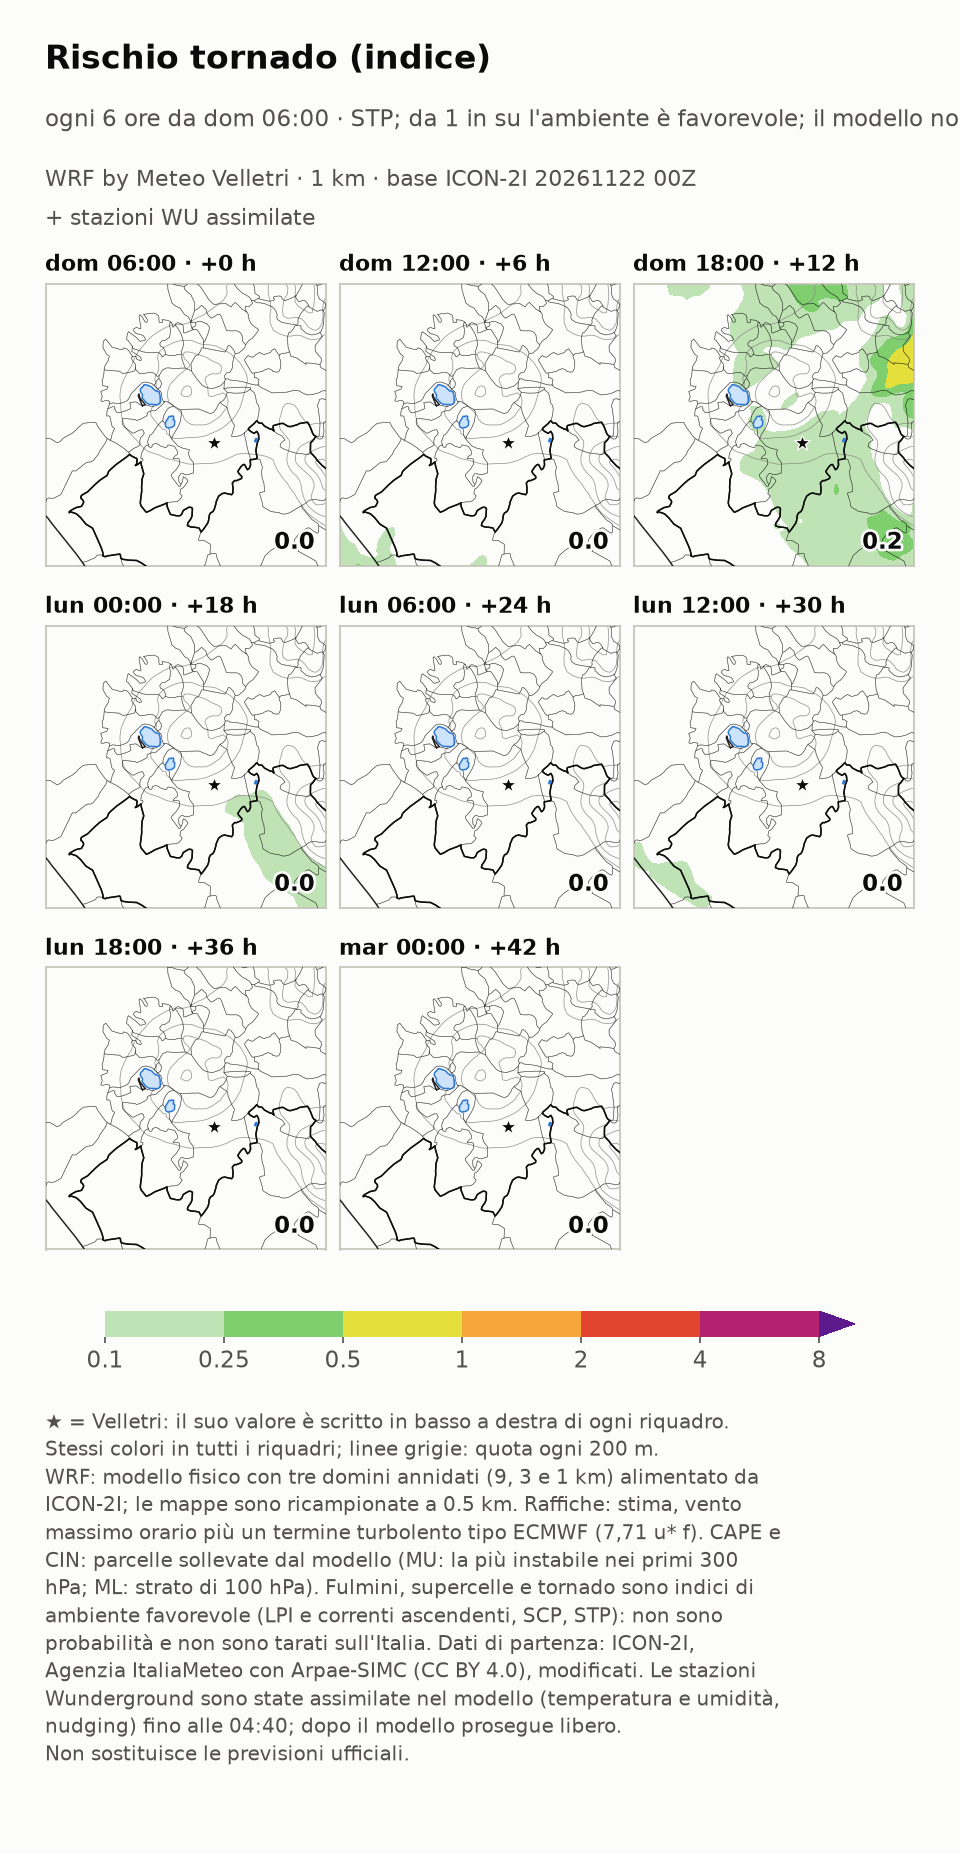 Rischio tornado (indice)
ogni 6 ore da dom 06:00 · STP; da 1 in su l'ambiente è favorevole; il modello no
WRF by Meteo Velletri · 1 km · base ICON-2I 20261122 00Z
+ stazioni WU assimilate
dom 06:00 · +0 h
dom 12:00 · +6 h
dom 18:00 · +12 h
0.0
0.0
0.2
lun 00:00 · +18 h
lun 06:00 · +24 h
lun 12:00 · +30 h
0.0
0.0
0.0
lun 18:00 · +36 h
mar 00:00 · +42 h
0.0
0.0
0.1 0.25 0.5 1 2 4 8
★ = Velletri: il suo valore è scritto in basso a destra di ogni riquadro.
Stessi colori in tutti i riquadri; linee grigie: quota ogni 200 m.
WRF: modello fisico con tre domini annidati (9, 3 e 1 km) alimentato da
ICON-2I; le mappe sono ricampionate a 0.5 km. Raffiche: stima, vento
massimo orario più un termine turbolento tipo ECMWF (7,71 u* f). CAPE e
CIN: parcelle sollevate dal modello (MU: la più instabile nei primi 300
hPa; ML: strato di 100 hPa). Fulmini, supercelle e tornado sono indici di
ambiente favorevole (LPI e correnti ascendenti, SCP, STP): non sono
probabilità e non sono tarati sull'Italia. Dati di partenza: ICON-2I,
Agenzia ItaliaMeteo con Arpae-SIMC (CC BY 4.0), modificati. Le stazioni
Wunderground sono state assimilate nel modello (temperatura e umidità,
nudging) fino alle 04:40; dopo il modello prosegue libero.
Non sostituisce le previsioni ufficiali.